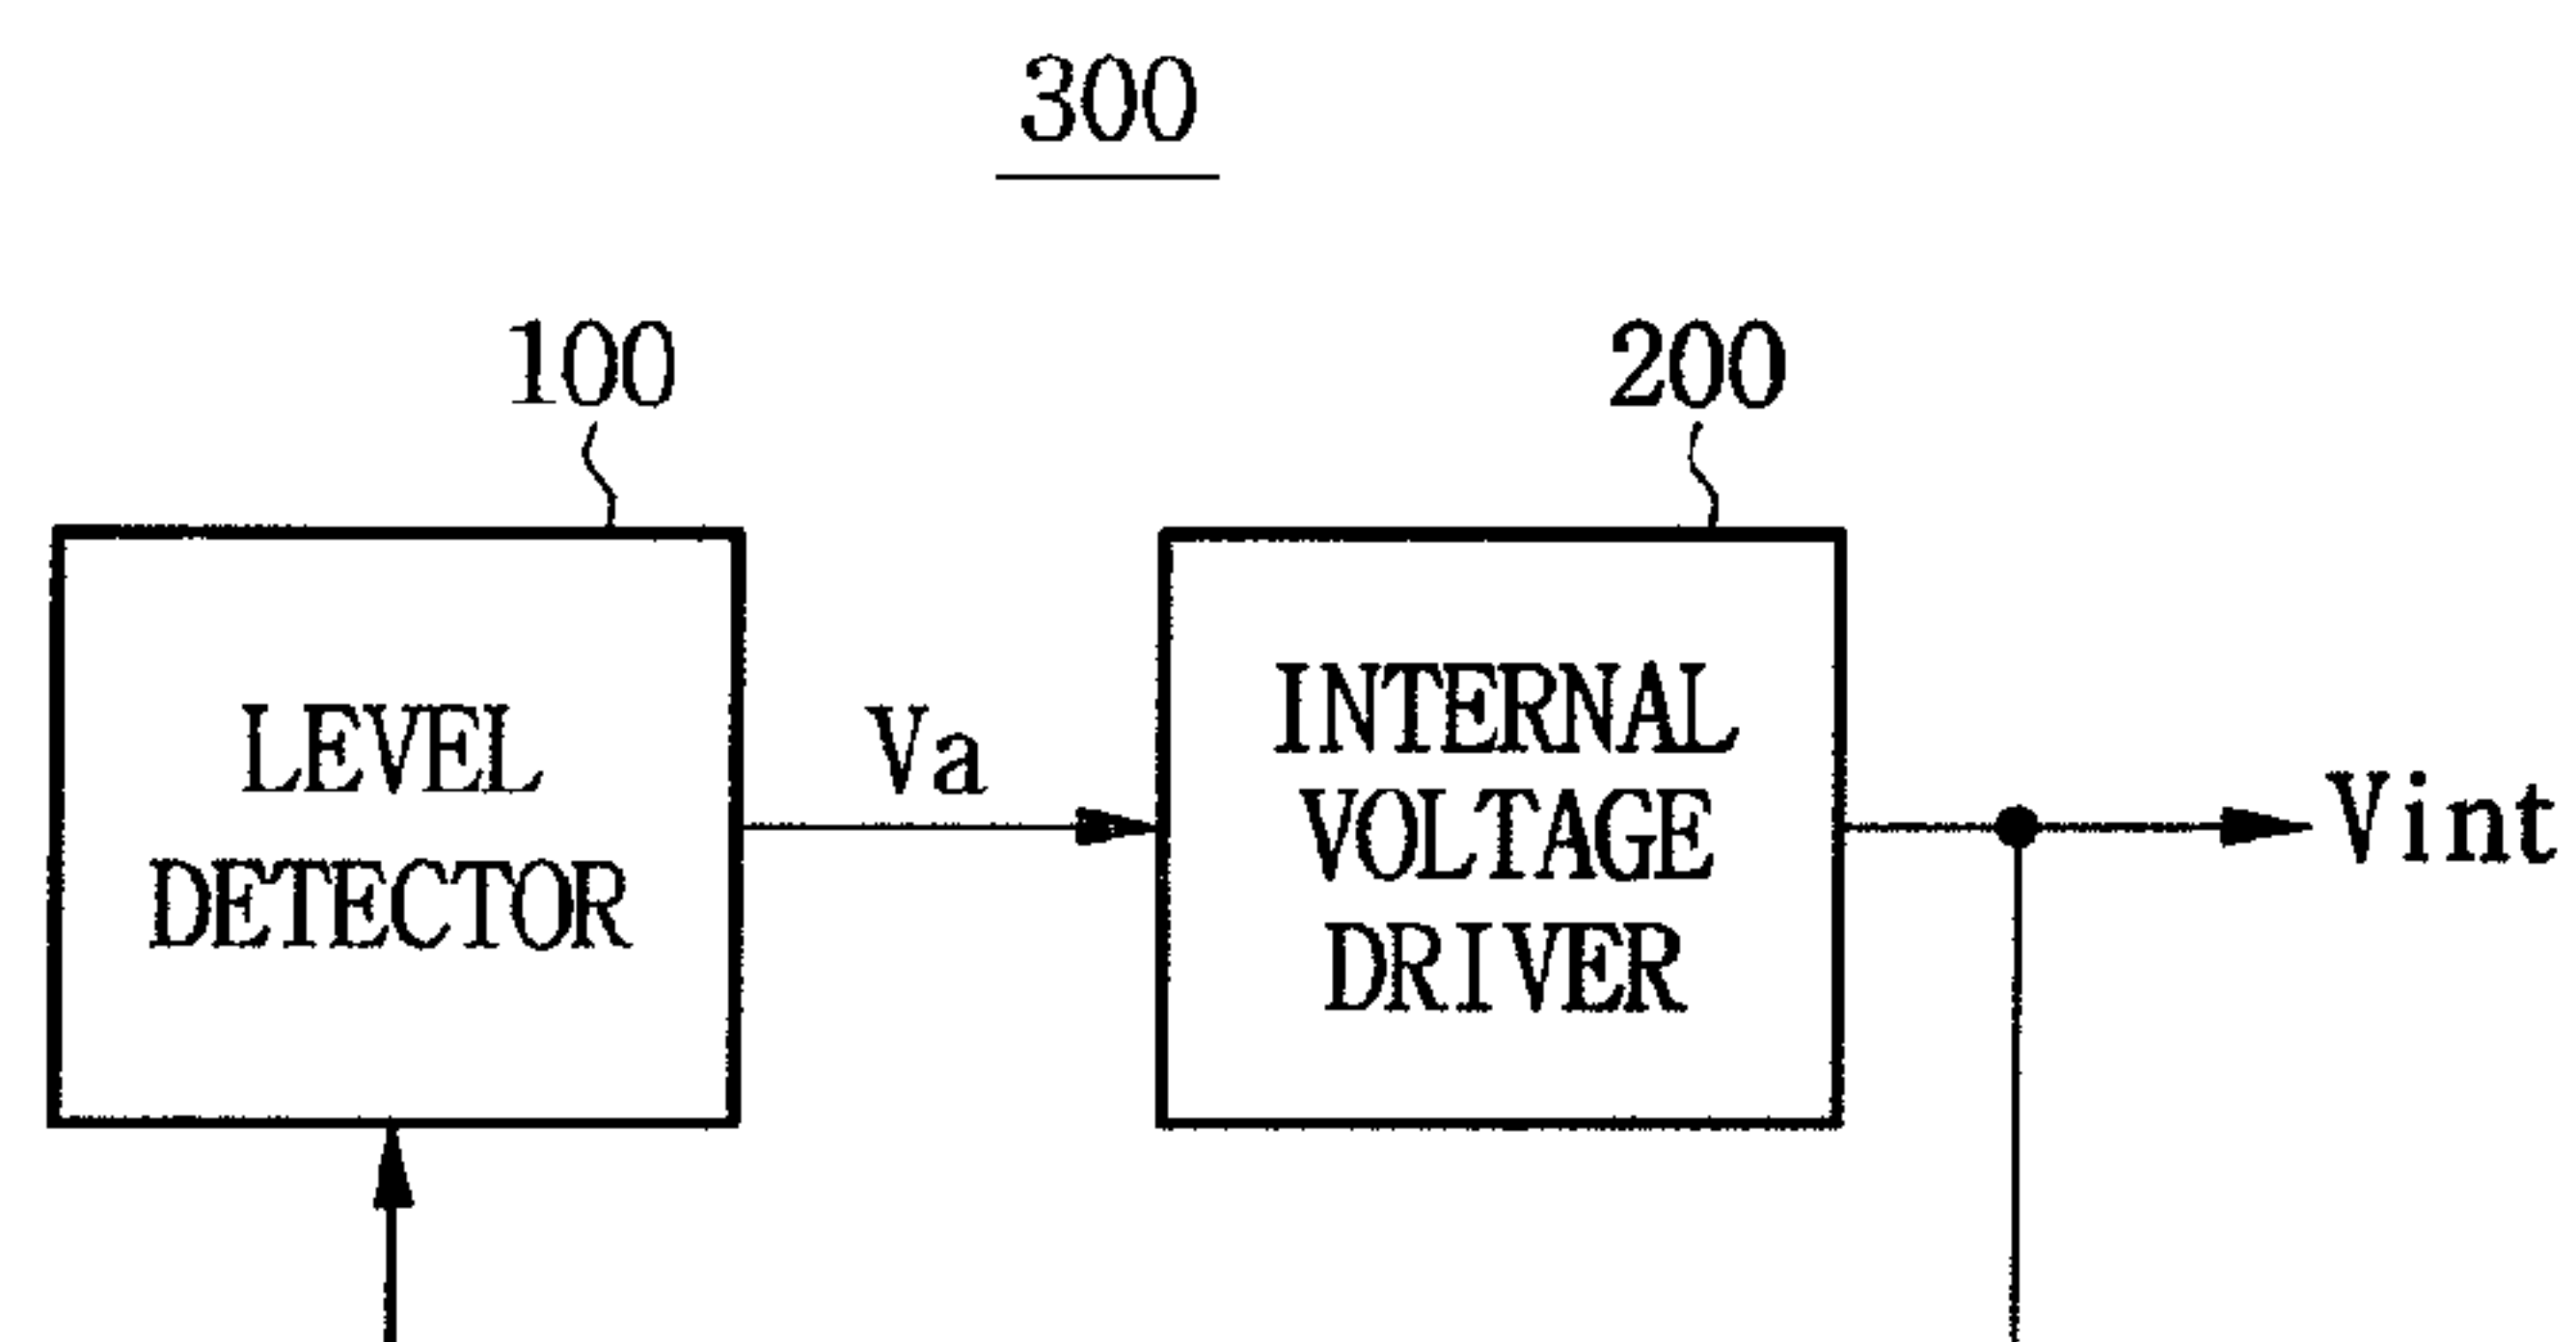 300
100
200
LEVEL
DETECTOR
Va
INTERNAL
VOLTAGE
DRIVER
Vint